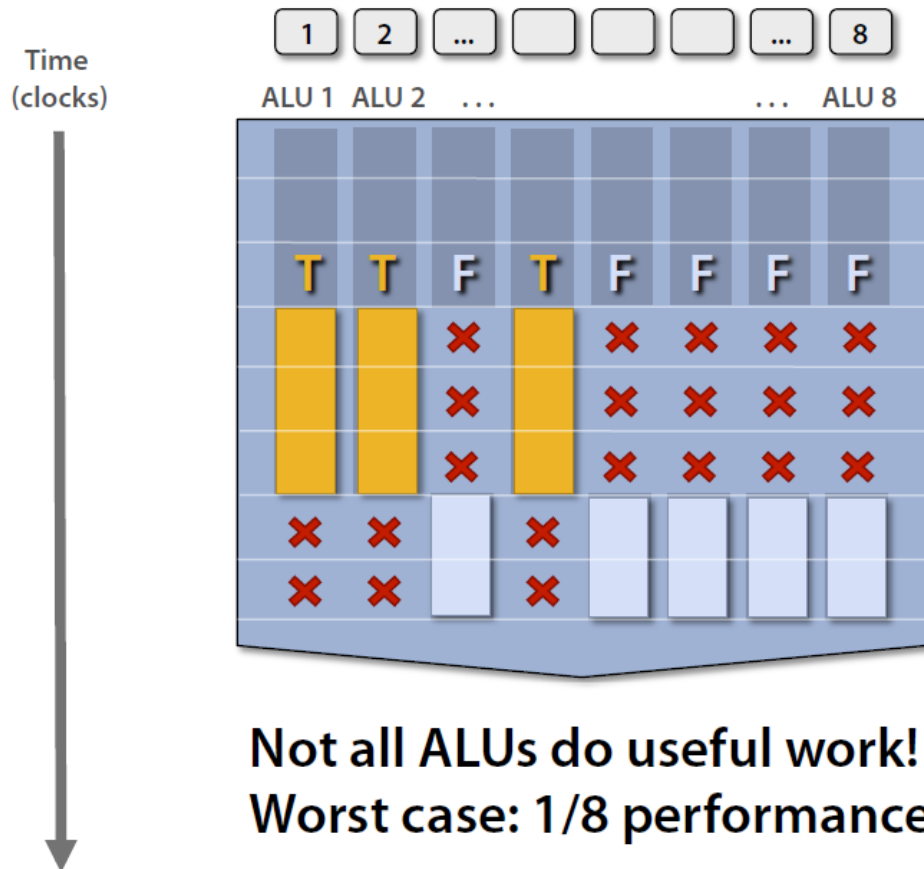 1 2 ... ... 8
Time
(clocks)
ALU 1 ALU 2 ... ... ALU 8
T T F T F F F F
Not all ALUs do useful work!
Worst case: 1/8 performance